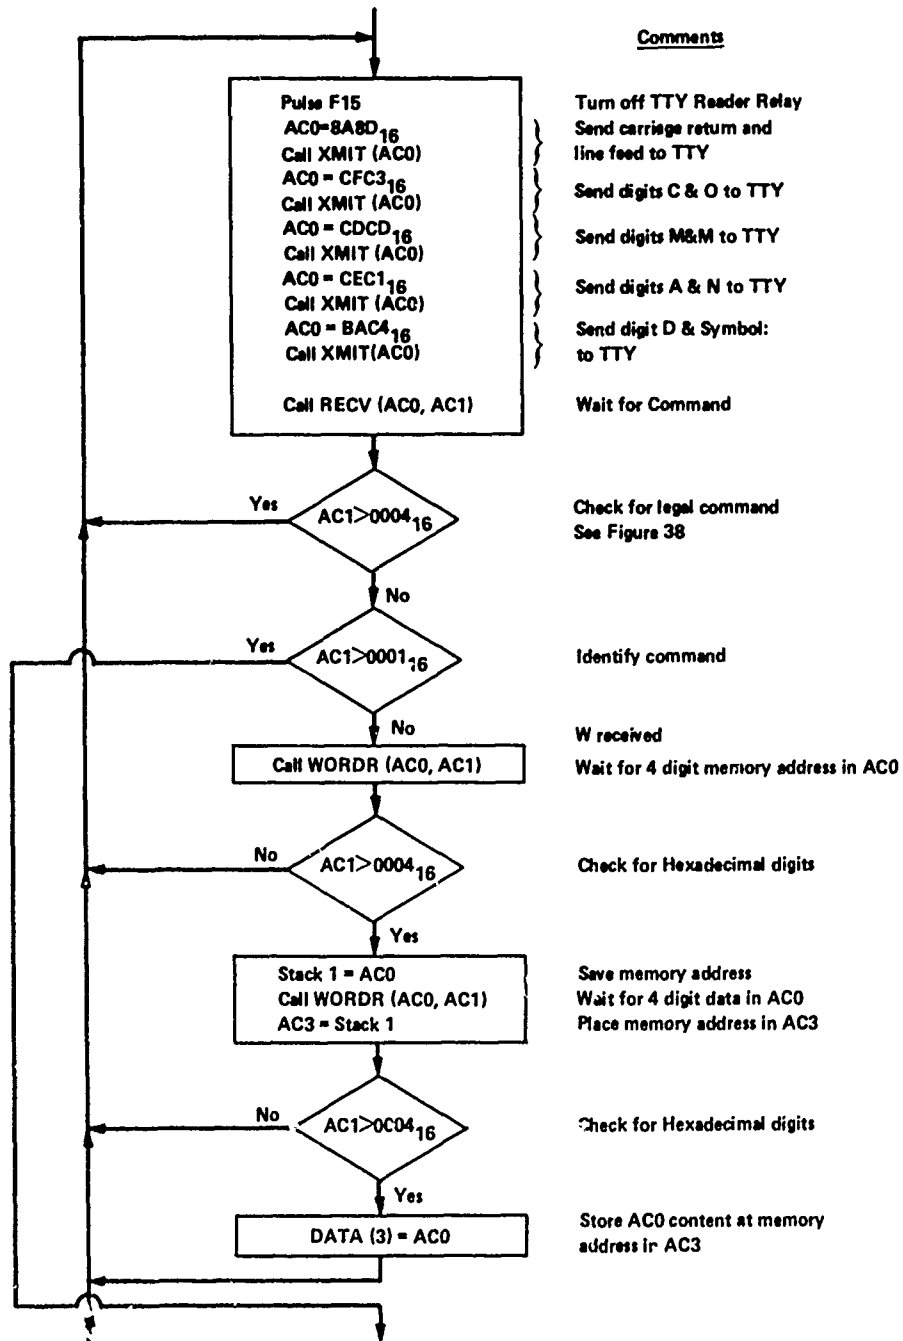 Comments
Pulse F15 Turn off TTY Reader Relay
AC0=8A8D16 Send carriage return and
Call XMIT (AC0) line feed to TTY
AC0 = CFC316 Send digits C & O to TTY
Call XMIT (AC0)
AC0 = CDCD16 Send digits M&M to TTY
Call XMIT (AC0)
AC0 = CEC116 Send digits A & N to TTY
Call XMIT (AC0)
AC0 = BAC416 Send digit D & Symbol:
Call XMIT(AC0) to TTY
Call RECV (AC0, AC1) Wait for Command
Yes AC1>000416 Check for legal command
See Figure 38
No
Yes AC1>000116 Identify command
No
W received
Call WORDR (AC0, AC1) Wait for 4 digit memory address in AC0
No AC1>000416 Check for Hexadecimal digits
Yes
Stack 1 = AC0 Save memory address
Call WORDR (AC0, AC1) Wait for 4 digit data in AC0
AC3 = Stack 1 Place memory address in AC3
No AC1>0C0416 Check for Hexadecimal digits
Yes
DATA (3) = AC0 Store AC0 content at memory
address in AC3